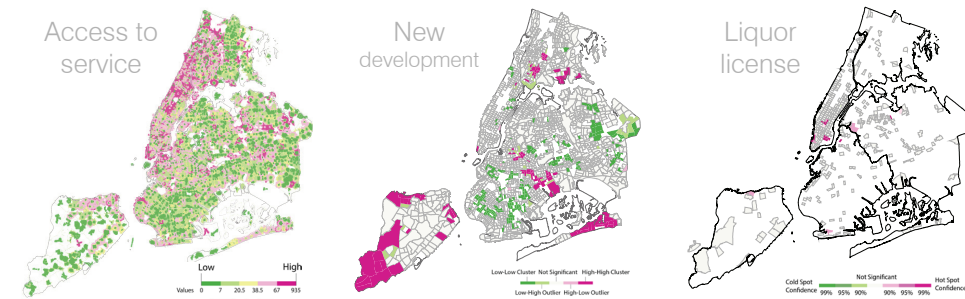 Access to
service
Low High
Values 0 7 20.5 38.5 67 935
New
development
Low-Low Cluster Not Significant High-High Cluster
Low-High Outlier High-Low Outlier
Liquor
license
Not Significant
Cold Spot Hot Spot
Confidence 99% 95% 90% 90% 95% 99% Confidence